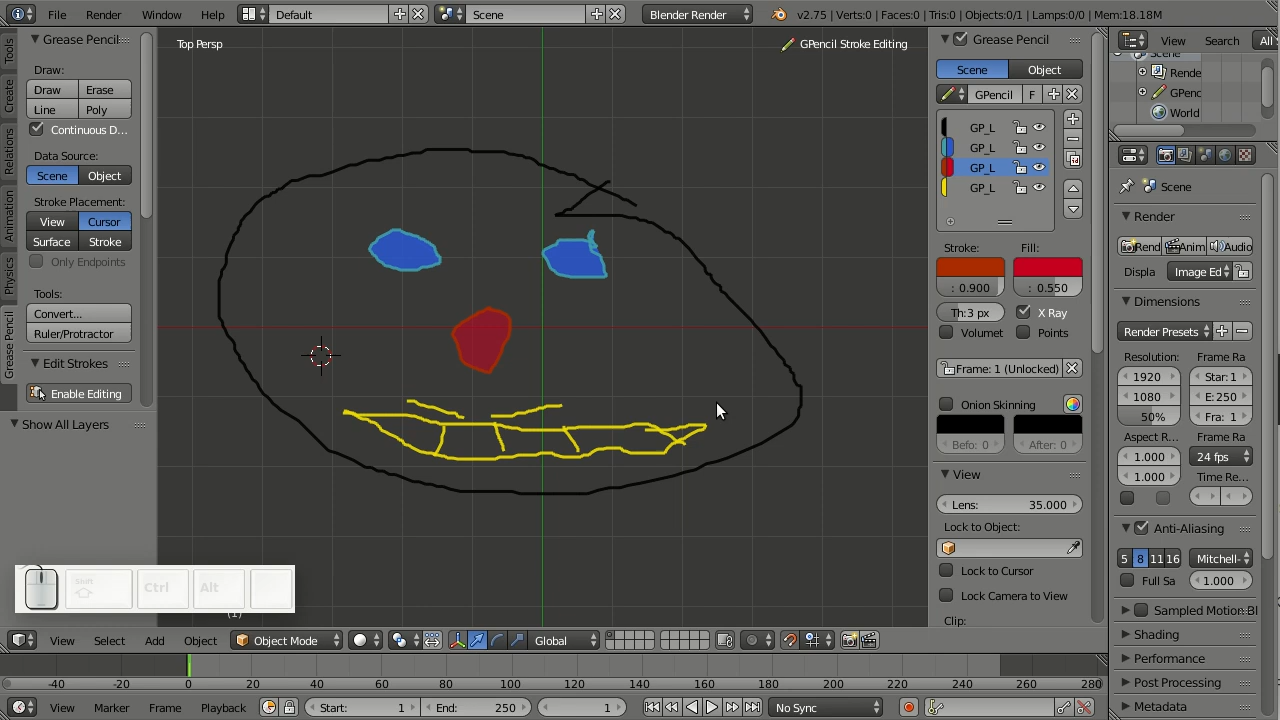 File Render Window Help Default Scene Blender Render v2.75 | Verts:0 | Faces:0 | Tris:0 | Objects:0/1 | Lamps:0/0 | Mem:18.18M
Tools
Create
Relations
Animation
Physics
Grease Pencil
Grease Pencil
Draw:
Draw Erase
Line Poly
Continuous D...
Data Source:
Scene Object
Stroke Placement:
View Cursor
Surface Stroke
Only Endpoints
Tools:
Convert...
Ruler/Protractor
Edit Strokes
Enable Editing
Show All Layers
Top Persp
GPencil Stroke Editing
(1)
Shift
Ctrl
Alt
Grease Pencil
Scene Object
GPencil F
GP_L
GP_L
GP_L
GP_L
Stroke: Fill:
: 0.900 : 0.550
Th:3 px X Ray
Volumet Points
Frame: 1 (Unlocked)
Onion Skinning
Befo: 0 After: 0
View
Lens: 35.000
Lock to Object:
Lock to Cursor
Lock Camera to View
Clip:
View Search All
Scene
Rende
GPenc
World
Scene
Render
Rend Anim Audio
Displa Image Ed
Dimensions
Render Presets
Resolution: Frame Ra
1920 Star: 1
1080 E: 250
50% Fra: 1
Aspect R... Frame Ra
1.000 24 fps
1.000 Time Re...
Anti-Aliasing
5 8 11 16 Mitchell-
Full Sa 1.000
Sampled Motion Bl
Shading
Performance
Post Processing
Metadata
View Select Add Object Object Mode Global
-40 -20 0 20 40 60 80 100 120 140 160 180 200 220 240 260 280
View Marker Frame Playback Start: 1 End: 250 1 No Sync